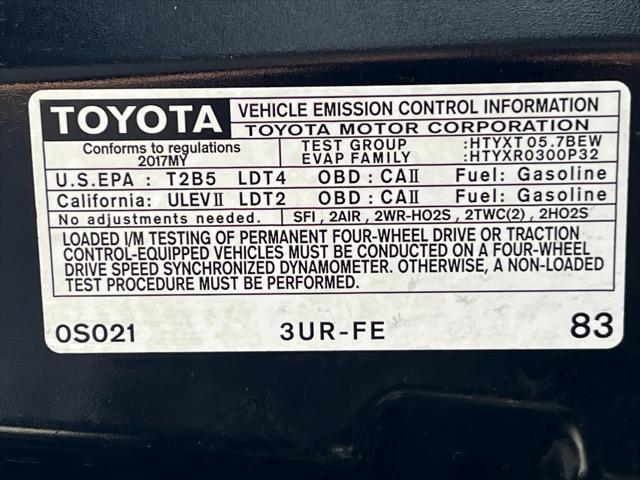 TOYOTA VEHICLE EMISSION CONTROL INFORMATION
TOYOTA MOTOR CORPORATION
Conforms to regulations
2017MY
TEST GROUP :HTYXT05.7BEW
EVAP FAMILY :HTYXR0300P32
U.S.EPA : T2B5 LDT4 OBD : CAII Fuel: Gasoline
California: ULEVII LDT2 OBD : CAII Fuel: Gasoline
No adjustments needed. SFI , 2AIR , 2WR-HO2S , 2TWC(2) , 2HO2S
LOADED I/M TESTING OF PERMANENT FOUR-WHEEL DRIVE OR TRACTION
CONTROL-EQUIPPED VEHICLES MUST BE CONDUCTED ON A FOUR-WHEEL
DRIVE SPEED SYNCHRONIZED DYNAMOMETER. OTHERWISE, A NON-LOADED
TEST PROCEDURE MUST BE PERFORMED.
0S021 3UR-FE 83